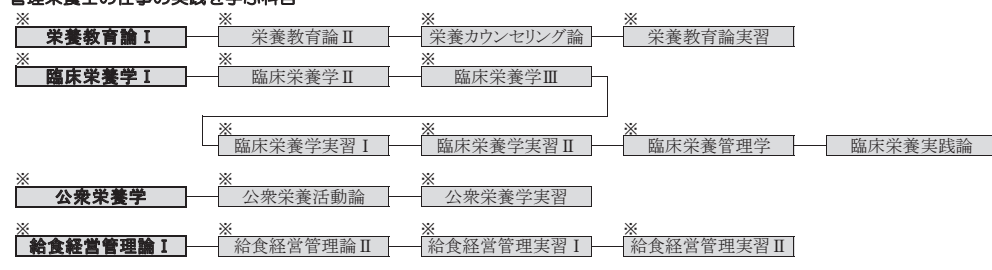 管理栄養士の仕事の実践を学ぶ科目
※ ※ ※ ※
栄養教育論Ⅰ 栄養教育論Ⅱ 栄養カウンセリング論 栄養教育論実習
※ ※ ※
臨床栄養学Ⅰ 臨床栄養学Ⅱ 臨床栄養学Ⅲ
※ ※ ※
臨床栄養学実習Ⅰ 臨床栄養学実習Ⅱ 臨床栄養管理学 臨床栄養実践論
※ ※ ※
公衆栄養学 公衆栄養活動論 公衆栄養学実習
※ ※ ※ ※
給食経営管理論Ⅰ 給食経営管理論Ⅱ 給食経営管理実習Ⅰ 給食経営管理実習Ⅱ